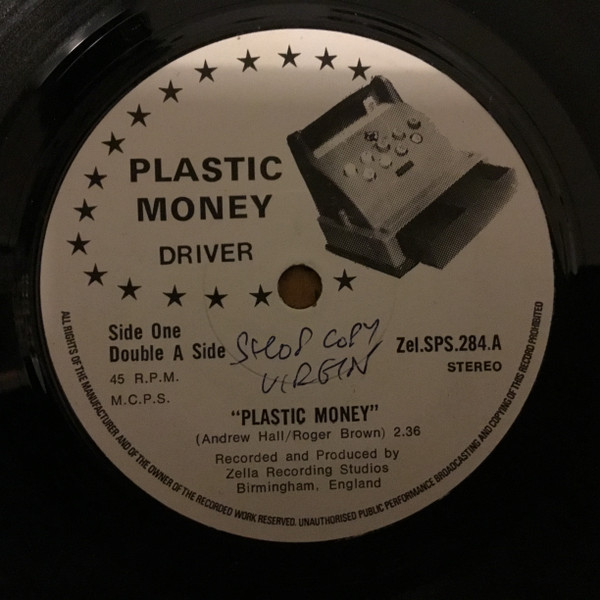 PLASTIC
MONEY
DRIVER
Side One
Double A Side
SHOP COPY
VIRGIN
Zel.SPS.284.A
STEREO
45 R.P.M.
M.C.P.S.
“PLASTIC MONEY”
(Andrew Hall/Roger Brown) 2.36
Recorded and Produced by
Zella Recording Studios
Birmingham, England
ALL RIGHTS OF THE MANUFACTURER AND OF THE OWNER OF THE RECORDED WORK RESERVED. UNAUTHORISED PUBLIC PERFORMANCE BROADCASTING AND COPYING OF THIS RECORD PROHIBITED